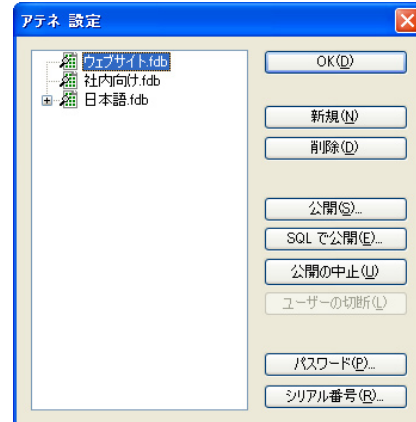 アテネ 設定
ウェブサイト.fdb
社内向け.fdb
日本語.fdb
OK(D)
新規(N)
削除(D)
公開(S)...
SQL で公開(E)...
公開の中止(U)
ユーザーの切断(L)
パスワード(P)...
シリアル番号(R)...